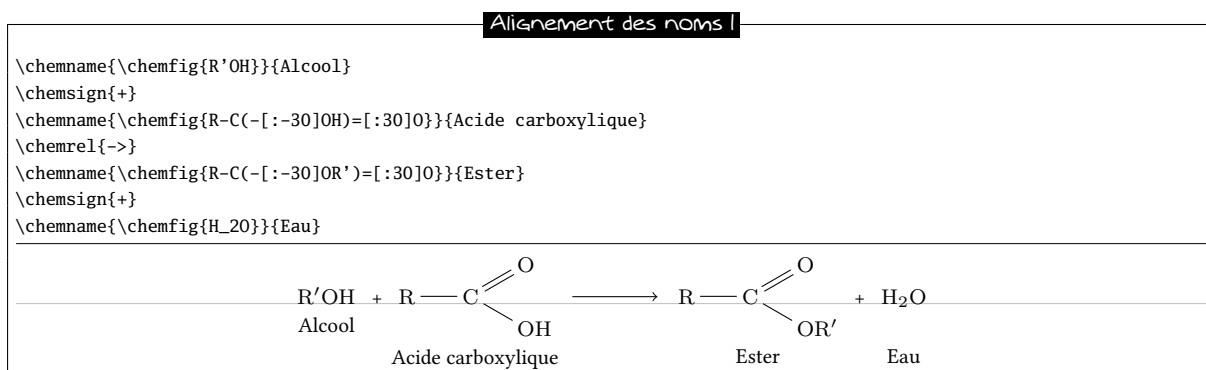 Alignement des noms I
\chemname{\chemfig{R'OH}}{Alcool}
\chemsign{+}
\chemname{\chemfig{R-C(-[:-30]OH)=[:30]O}}{Acide carboxylique}
\chemrel{->}
\chemname{\chemfig{R-C(-[:-30]OR')=[:30]O}}{Ester}
\chemsign{+}
\chemname{\chemfig{H_2O}}{Eau}
O O
R′OH + R C R C + H₂O
OH OR′
Alcool
Acide carboxylique Ester Eau